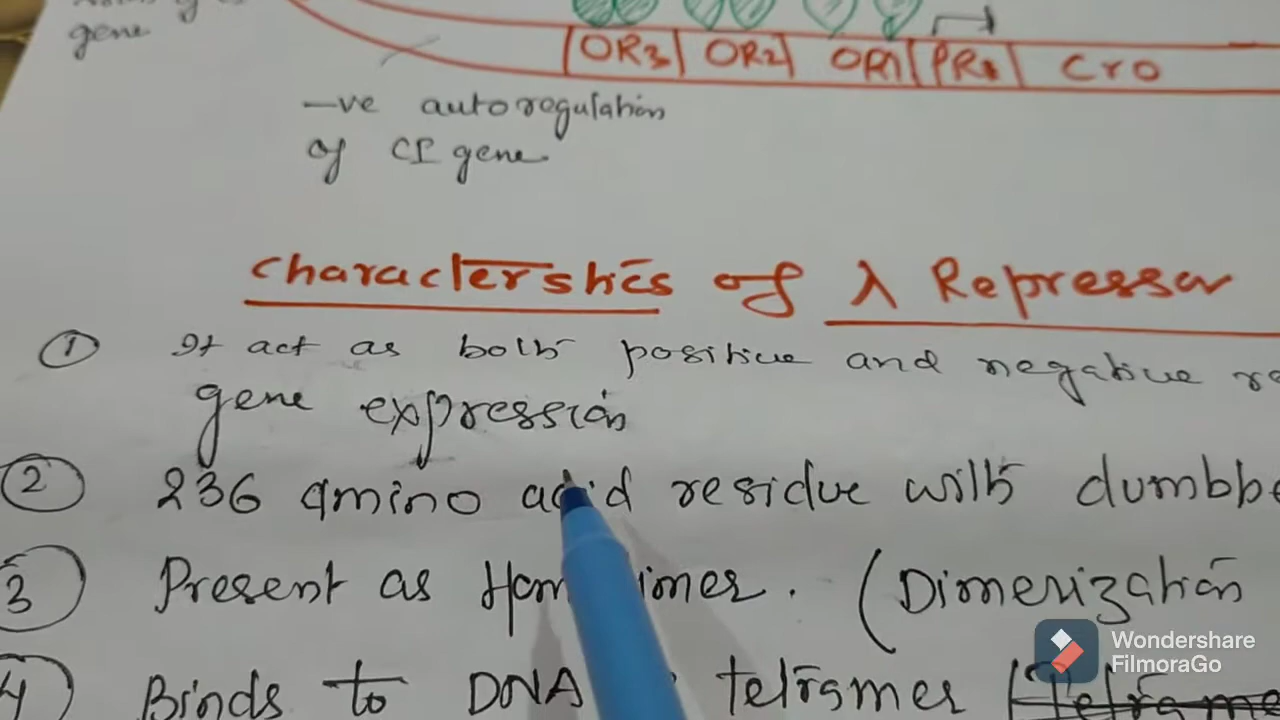 gene
OR3 OR2 OR1 PR Cro
-ve autoregulation
of CI gene
Characterstics of λ Repressor
① It act as both positive and negative
gene expression
② 236 amino acid residue with
3 Present as . (Dimerization
4 Binds to DNA tetramer
Wondershare
FilmoraGo